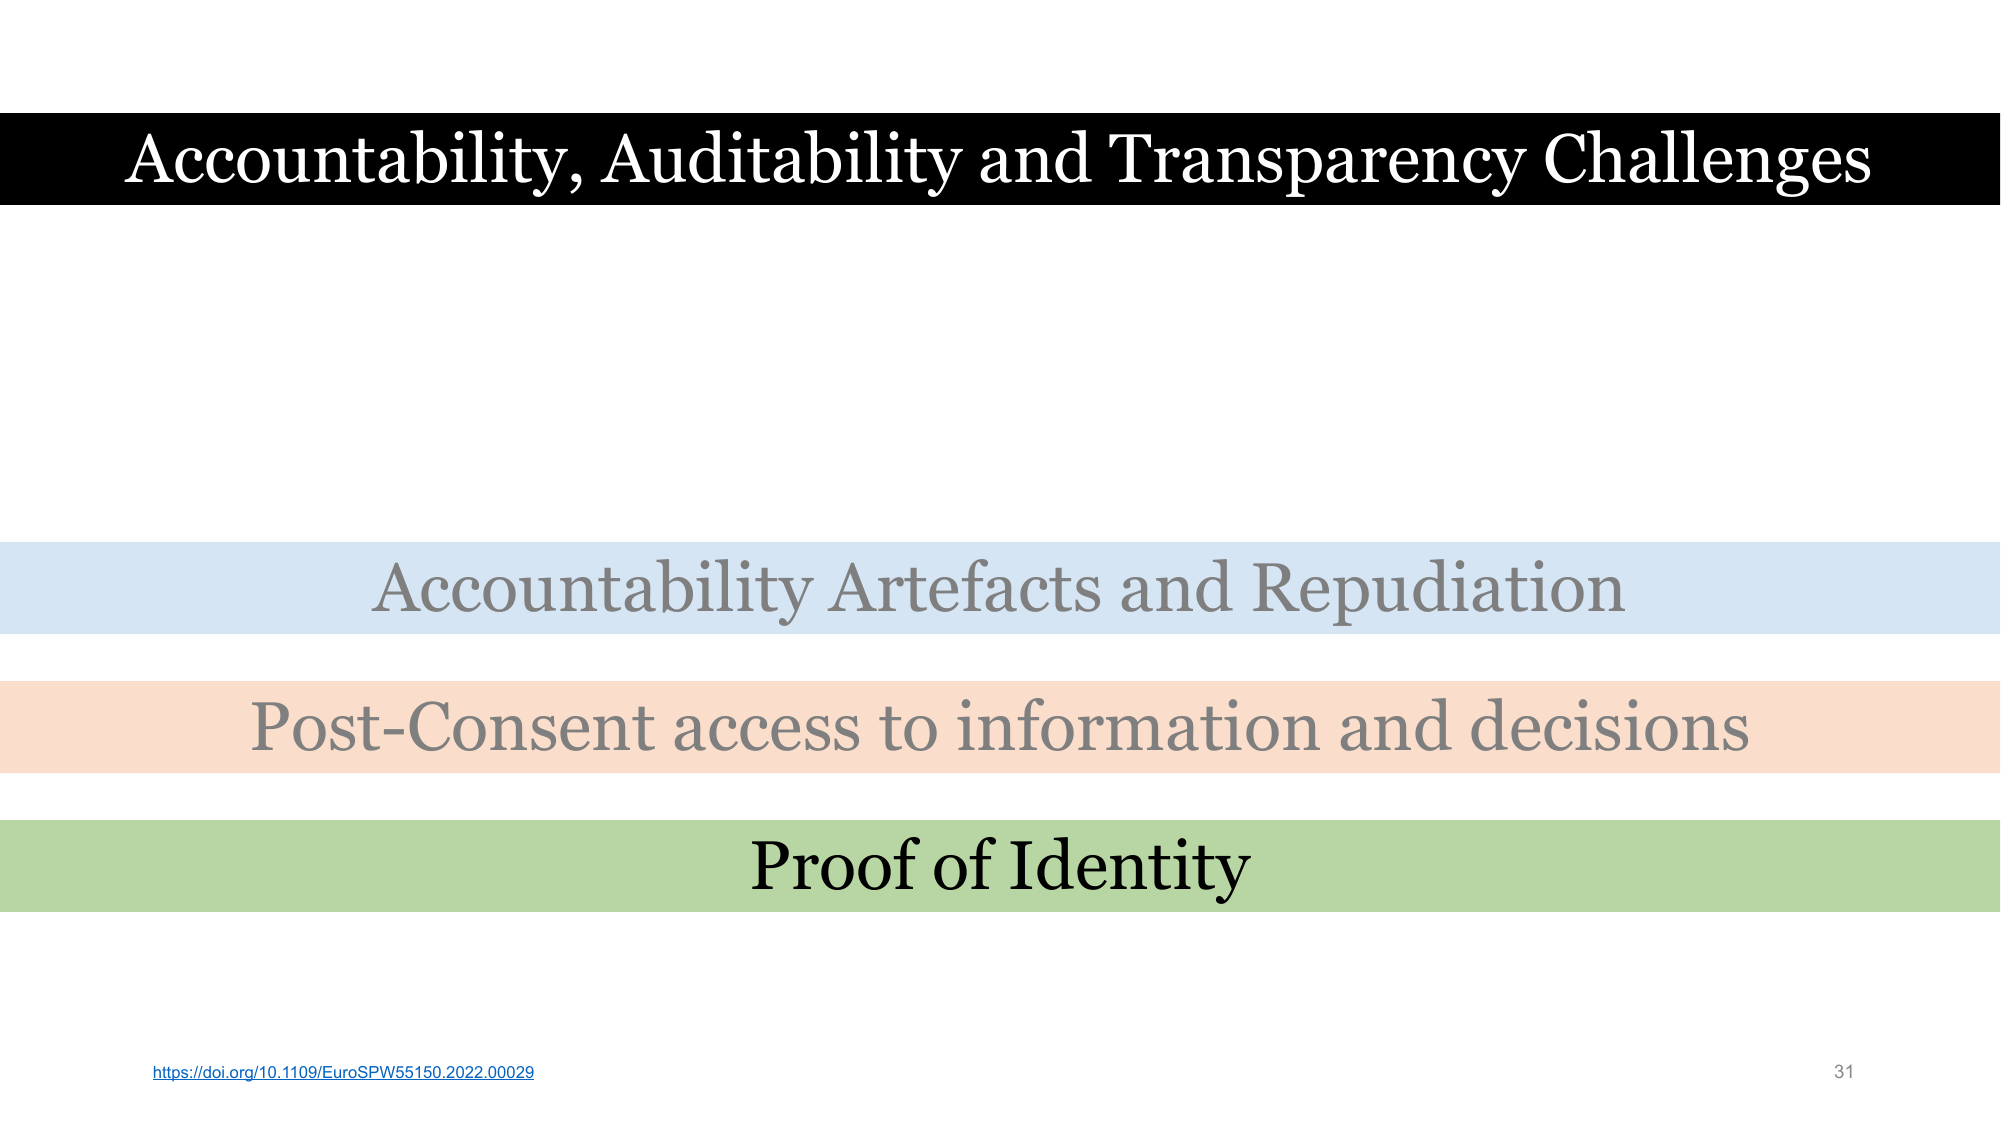 Accountability, Auditability and Transparency Challenges
Accountability Artefacts and Repudiation
Post-Consent access to information and decisions
Proof of Identity
https://doi.org/10.1109/EuroSPW55150.2022.00029
31